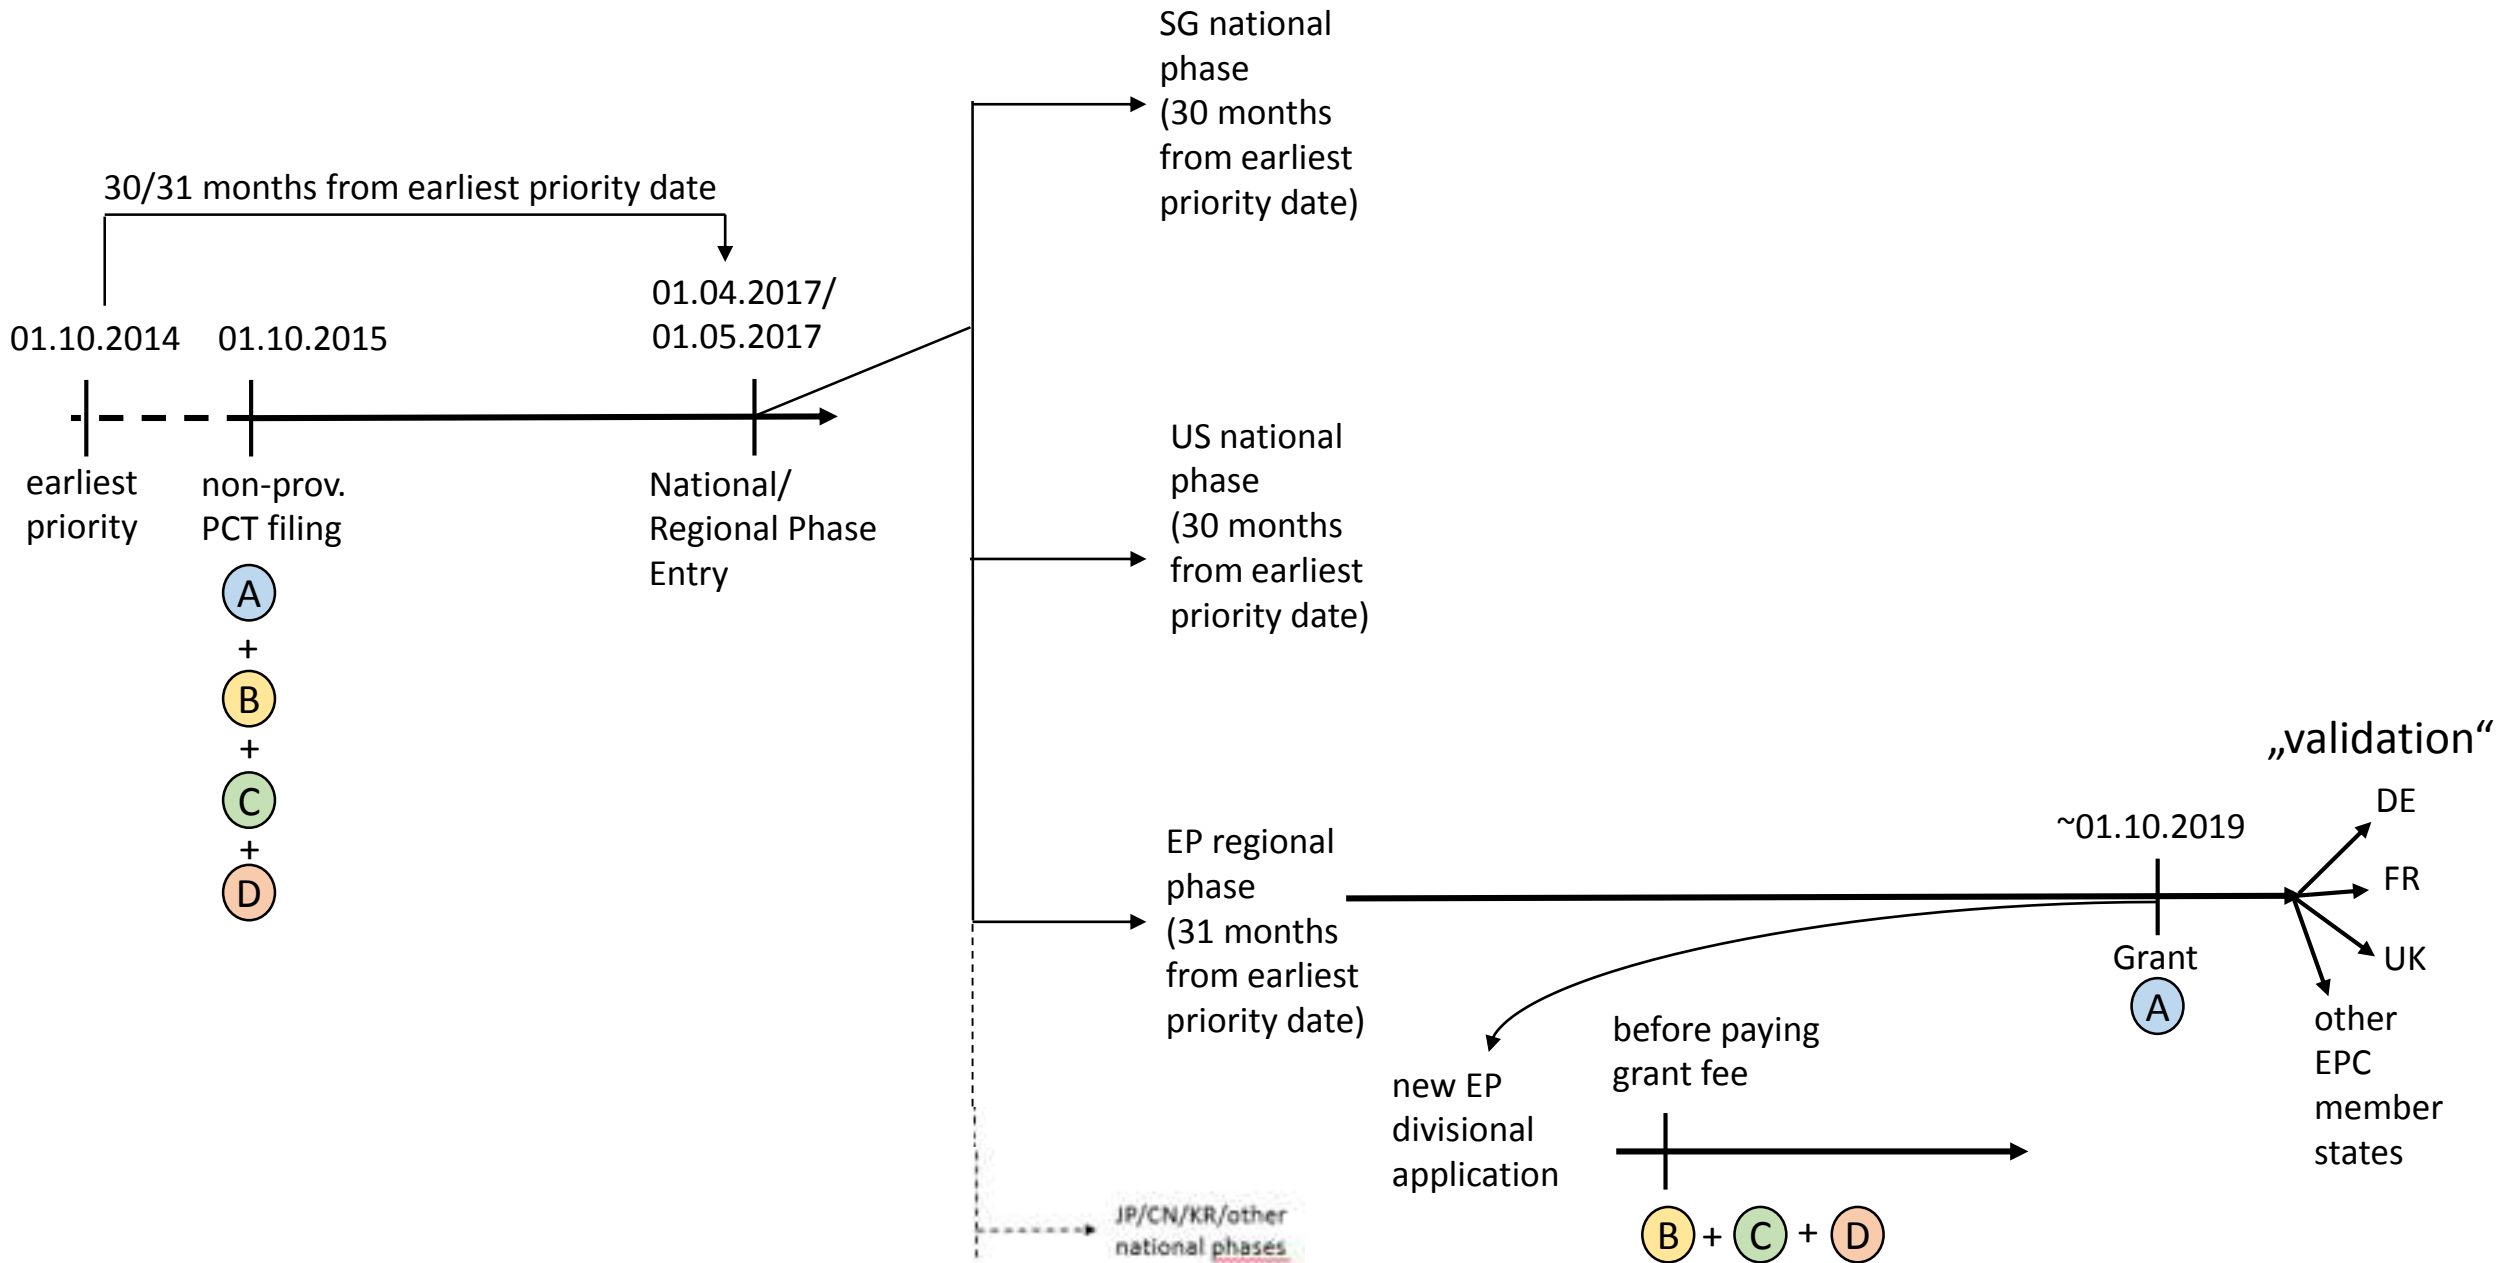 30/31 months from earliest priority date
01.10.2014
01.10.2015
01.04.2017/
01.05.2017
earliest
priority
non-prov.
PCT filing
A
+
B
+
C
+
D
National/
Regional Phase
Entry
SG national
phase
(30 months
from earliest
priority date)
US national
phase
(30 months
from earliest
priority date)
EP regional
phase
(31 months
from earliest
priority date)
JP/CN/KR/other
national phases
new EP
divisional
application
before paying
grant fee
B + C + D
~01.10.2019
Grant
A
„validation“
DE
FR
UK
other
EPC
member
states